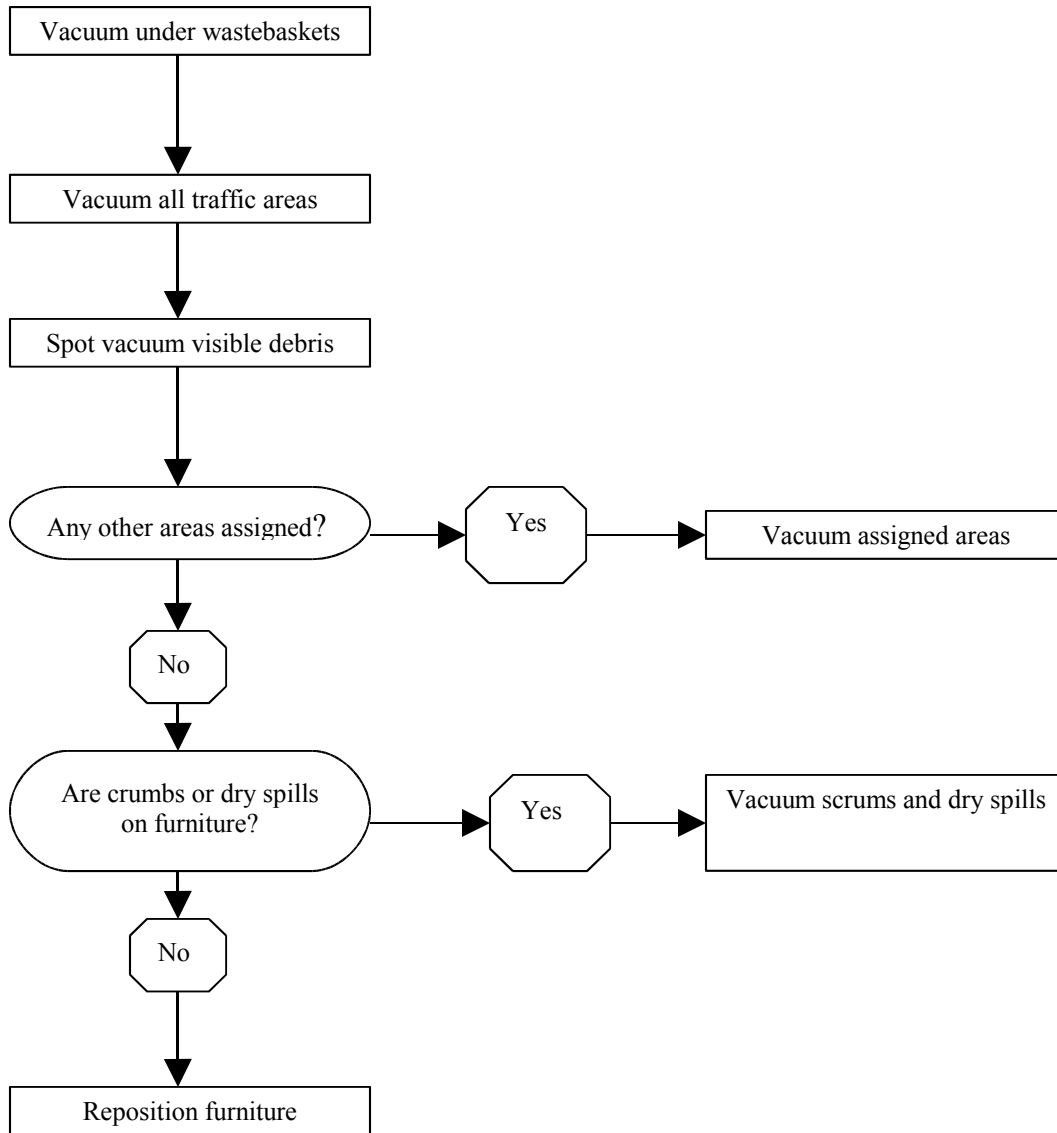 Vacuum under wastebaskets
Vacuum all traffic areas
Spot vacuum visible debris
Any other areas assigned?
Yes
Vacuum assigned areas
No
Are crumbs or dry spills
on furniture?
Yes
Vacuum scrums and dry spills
No
Reposition furniture